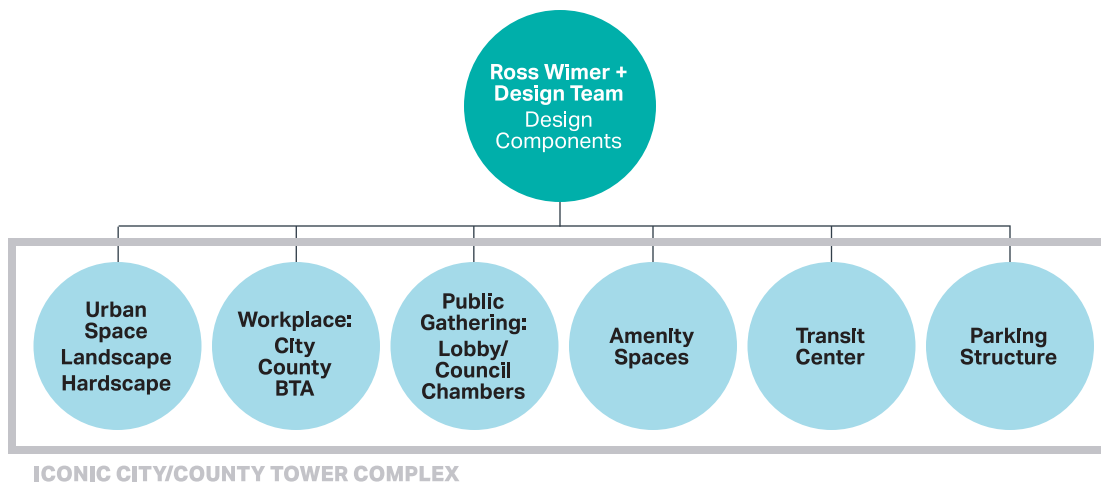 Ross Wimer +
Design Team
Design
Components
Urban
Space
Landscape
Hardscape
Workplace:
City
County
BTA
Public
Gathering:
Lobby/
Council
Chambers
Amenity
Spaces
Transit
Center
Parking
Structure
ICONIC CITY/COUNTY TOWER COMPLEX